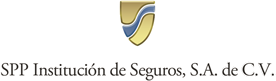 SPP Institución de Seguros, S.A. de C.V.